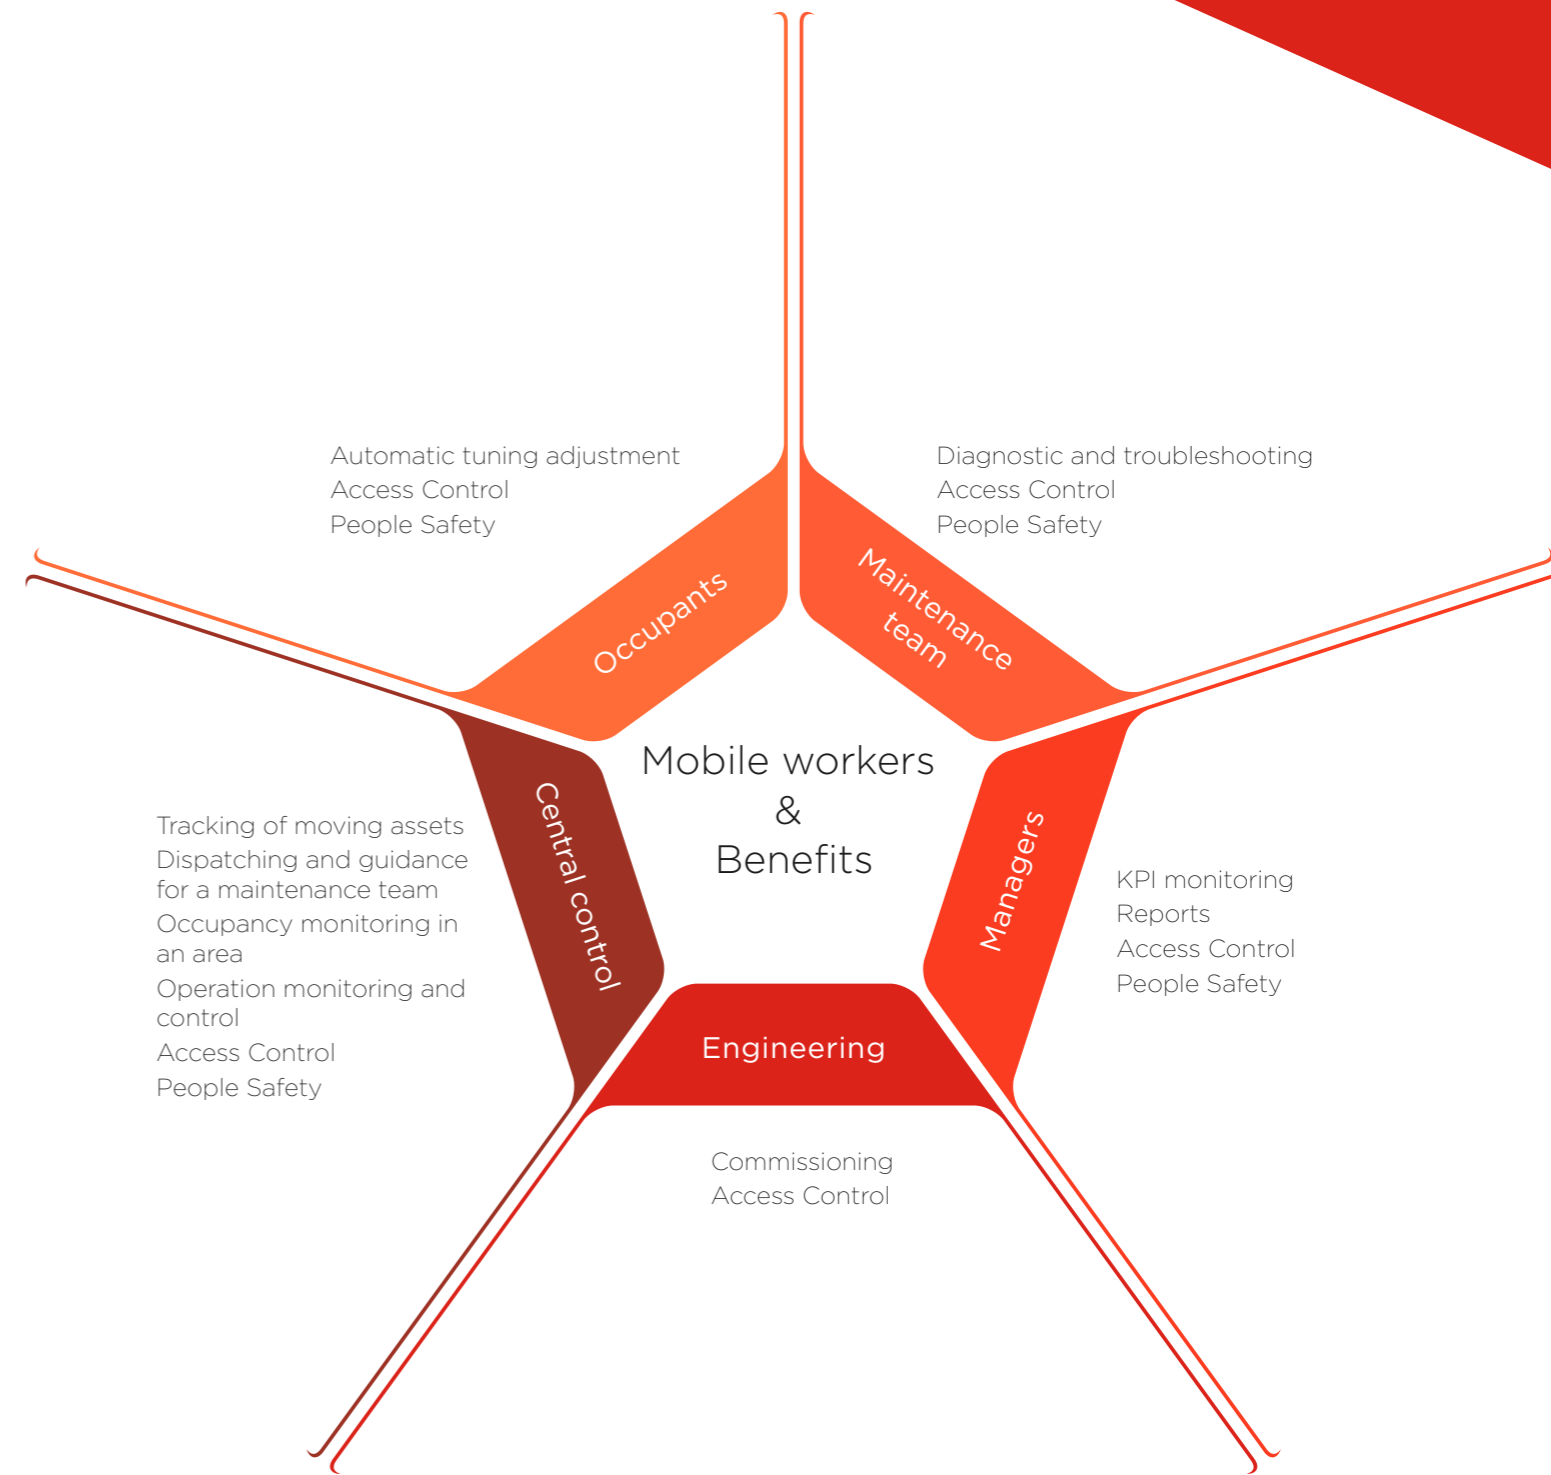 Automatic tuning adjustment
Access Control
People Safety
Diagnostic and troubleshooting
Access Control
People Safety
Occupants
Maintenance
team
Mobile workers
&
Benefits
Central control
Tracking of moving assets
Dispatching and guidance
for a maintenance team
Occupancy monitoring in
an area
Operation monitoring and
control
Access Control
People Safety
Managers
KPI monitoring
Reports
Access Control
People Safety
Engineering
Commissioning
Access Control